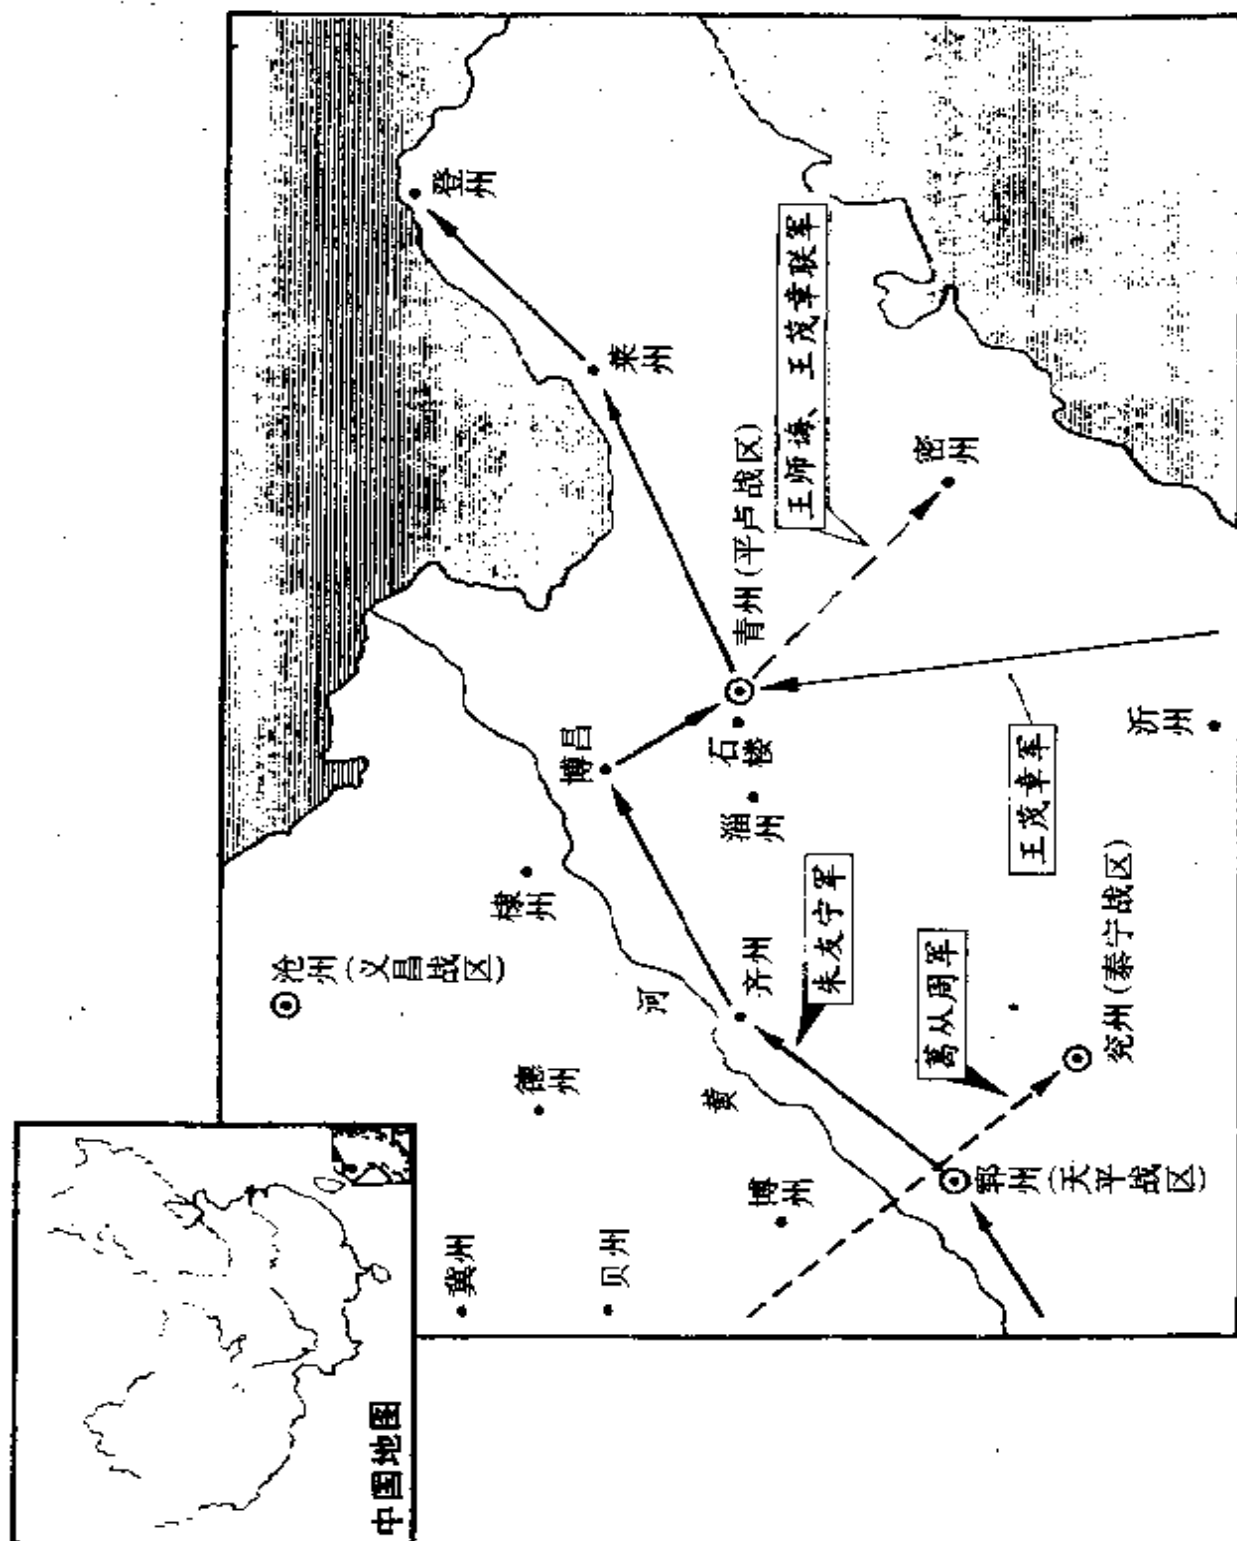 登州
莱州
王师谦、王茂章联军
密州
青州(平卢战区)
博昌
石楼
淄州
王茂章军
沂州
棣州
沧州(义昌战区)
河
齐州
朱友宁军
葛从周军
兖州(泰宁战区)
德州
黄
博州
郓州(天平战区)
冀州
贝州
中国地图